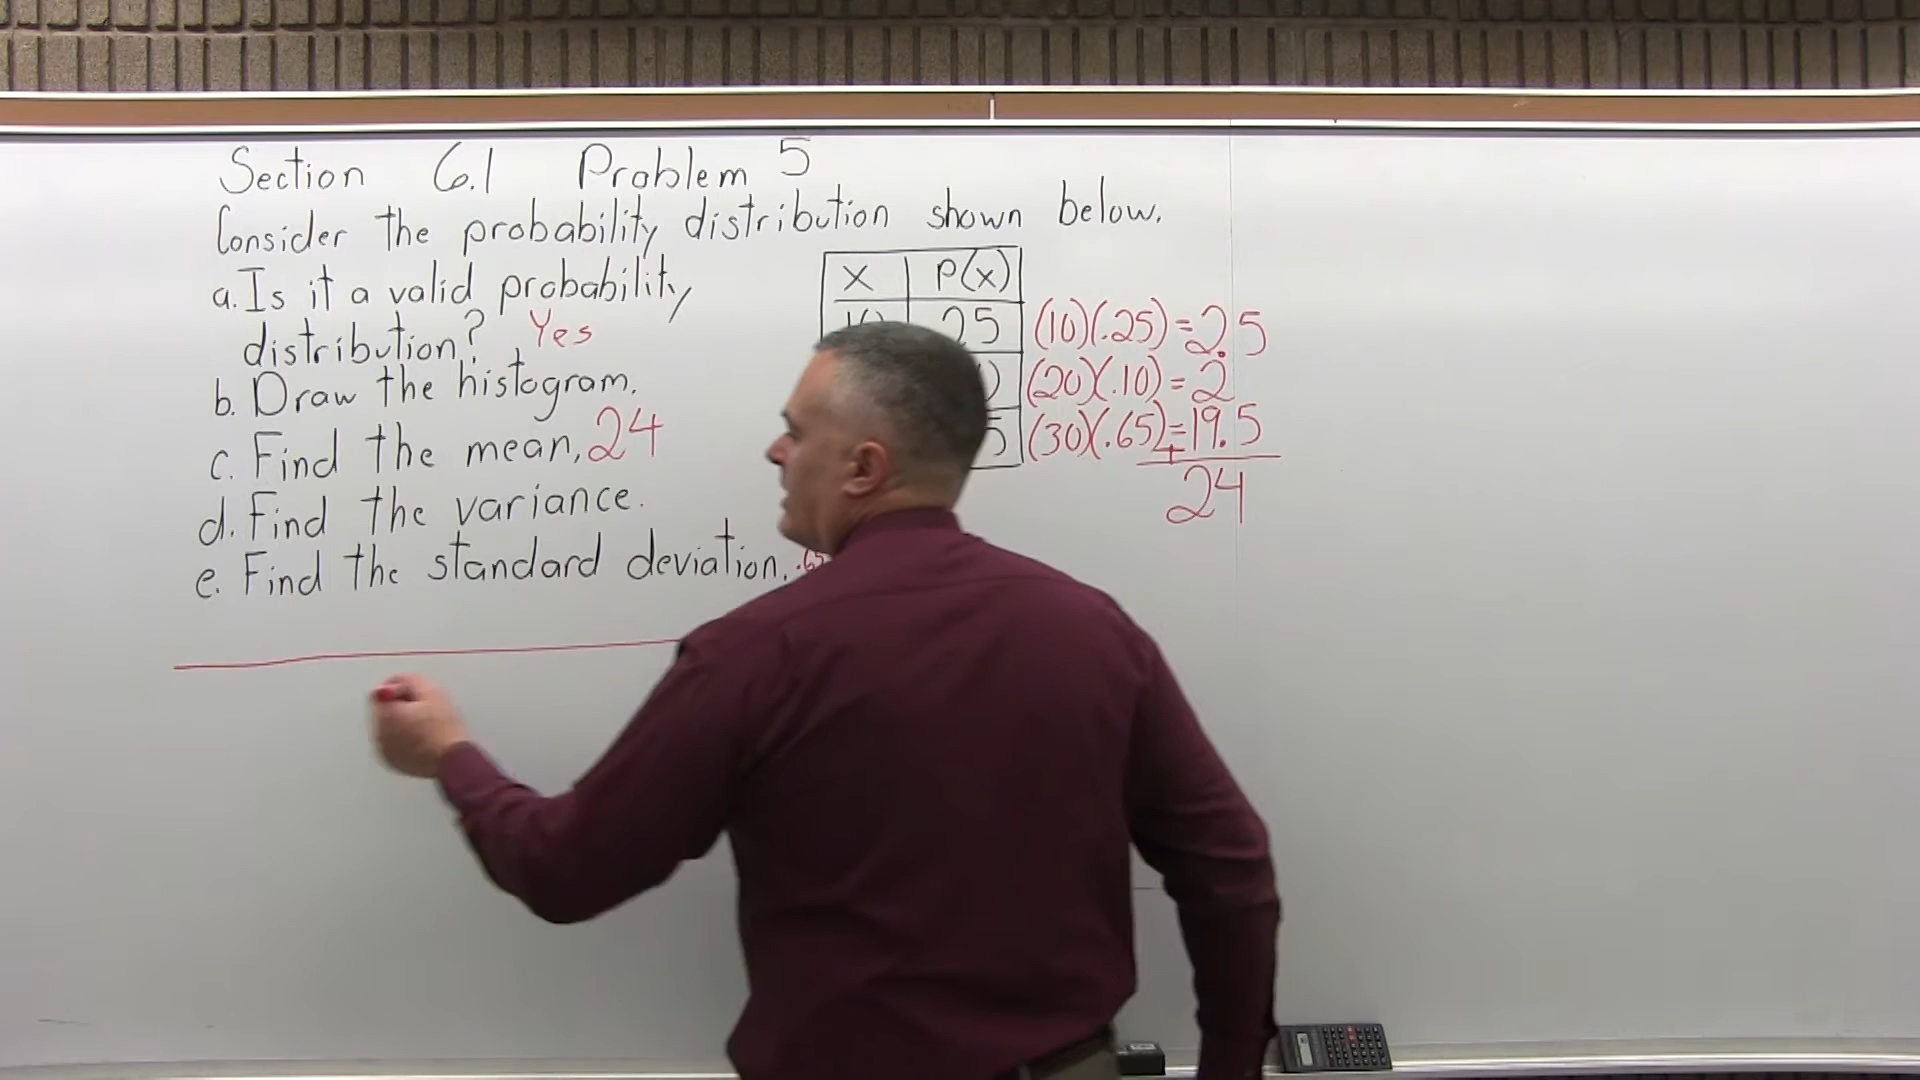 Section 6.1 Problem 5
Consider the probability distribution shown below.
a. Is it a valid probability
distribution? Yes
b. Draw the histogram.
c. Find the mean. 24
d. Find the variance.
e. Find the standard deviation.
x P(x)
(10)(.25) = 2.5
(20)(.10) = 2
(30)(.65) = 19.5
+
24